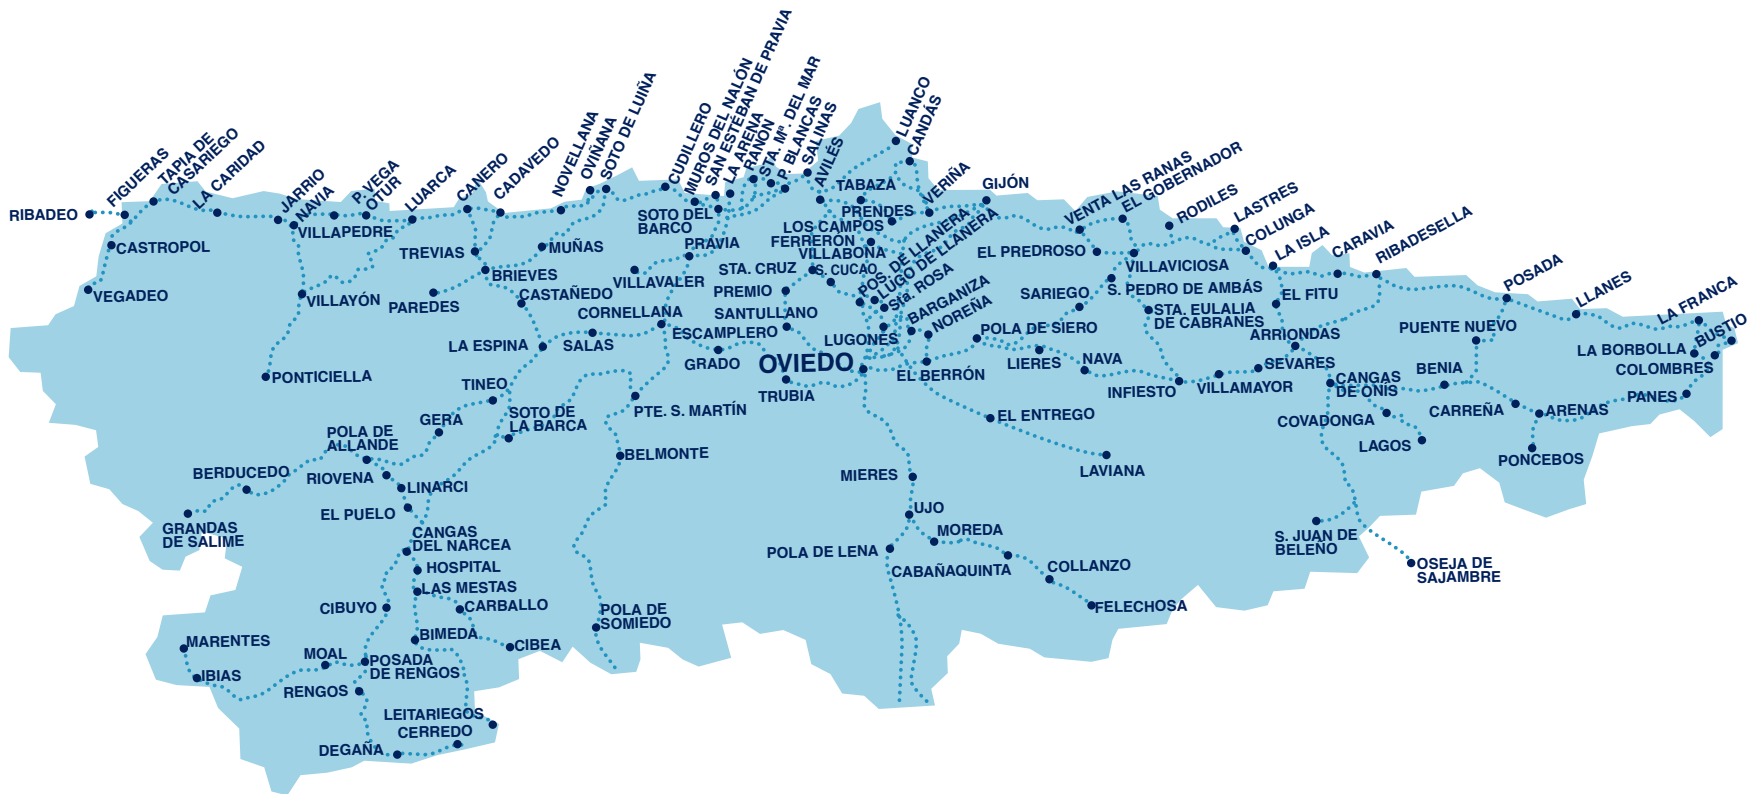 RIBADEO
FIGUERAS
TAPIA DE
CASARIEGO
LA CARIDAD
JARRIO
NAVIA
P. VEGA
OTUR
LUARCA
CANERO
CADAVEDO
NOVELLANA
OVIÑANA
SOTO DE LUIÑA
CUDILLERO
MUROS DEL NALÓN
SAN ESTÉBAN DE PRAVIA
LA ARENA
RANÓN
STA. Mª. DEL MAR
P. BLANCAS
SALINAS
AVILÉS
LUANCO
CANDÁS
VERIÑA
GIJÓN
VENTA LAS RANAS
EL GOBERNADOR
RODILES
LASTRES
COLUNGA
LA ISLA
CARAVIA
RIBADESELLA
POSADA
LLANES
LA FRANCA
BUSTIO
CASTROPOL
VEGADEO
VILLAPEDRE
VILLAYÓN
PONTICIELLA
TREVIAS
BRIEVES
PAREDES
MUÑAS
CASTAÑEDO
LA ESPINA
SALAS
CORNELLANA
VILLAVALER
PRAVIA
SOTO DEL
BARCO
TABAZA
PRENDES
LOS CAMPOS
FERRERON
VILLABONA
STA. CRUZ
S. CUCAO
PREMIO
SANTULLANO
ESCAMPLERO
GRADO
OVIEDO
TRUBIA
LUGONES
POS. DE LLANERA
LUGO DE LLANERA
Sta. ROSA
BARGANIZA
NOREÑA
EL BERRÓN
POLA DE SIERO
LIERES
NAVA
SARIEGO
EL PEDROSO
VILLAVICIOSA
S. PEDRO DE AMBÁS
STA. EULALIA
DE CABRANES
INFIESTO
VILLAMAYOR
SEVARES
ARRIONDAS
EL FITU
CANGAS
DE ONÍS
COVADONGA
LAGOS
BENIA
PUENTE NUEVO
CARREÑA
ARENAS
PONCEBOS
PANES
COLOMBRES
LA BORBOLLA
S. JUAN DE
BELEÑO
OSEJA DE
SAJAMBRE
EL ENTREGO
LAVIANA
MIERES
UJO
MOREDA
POLA DE LENA
CABAÑAQUINTA
COLLANZO
FELECHOSA
TINEO
GERA
SOTO DE
LA BARCA
PTE. S. MARTÍN
BELMONTE
POLA DE
SOMIEDO
POLA DE
ALLANDE
BERDUCEDO
GRANDAS
DE SALIME
RIOVENA
LINARCI
EL PUELO
CANGAS
DEL NARCEA
HOSPITAL
LAS MESTAS
CARBALLO
CIBEA
CIBUYO
BIMEDA
MARENTES
IBIAS
MOAL
POSADA
DE RENGOS
RENGOS
LEITARIEGOS
CERREDO
DEGAÑA